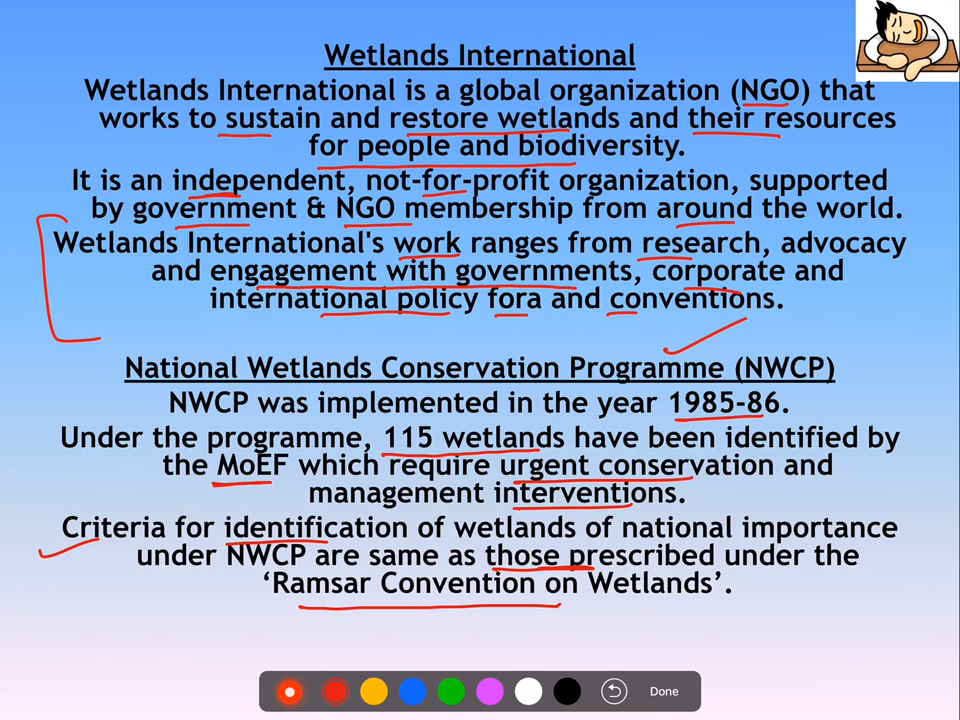 Wetlands International
Wetlands International is a global organization (NGO) that
works to sustain and restore wetlands and their resources
for people and biodiversity.
It is an independent, not-for-profit organization, supported
by government & NGO membership from around the world.
Wetlands International's work ranges from research, advocacy
and engagement with governments, corporate and
international policy fora and conventions.
National Wetlands Conservation Programme (NWCP)
NWCP was implemented in the year 1985-86.
Under the programme, 115 wetlands have been identified by
the MoEF which require urgent conservation and
management interventions.
Criteria for identification of wetlands of national importance
under NWCP are same as those prescribed under the
‘Ramsar Convention on Wetlands’.
Done